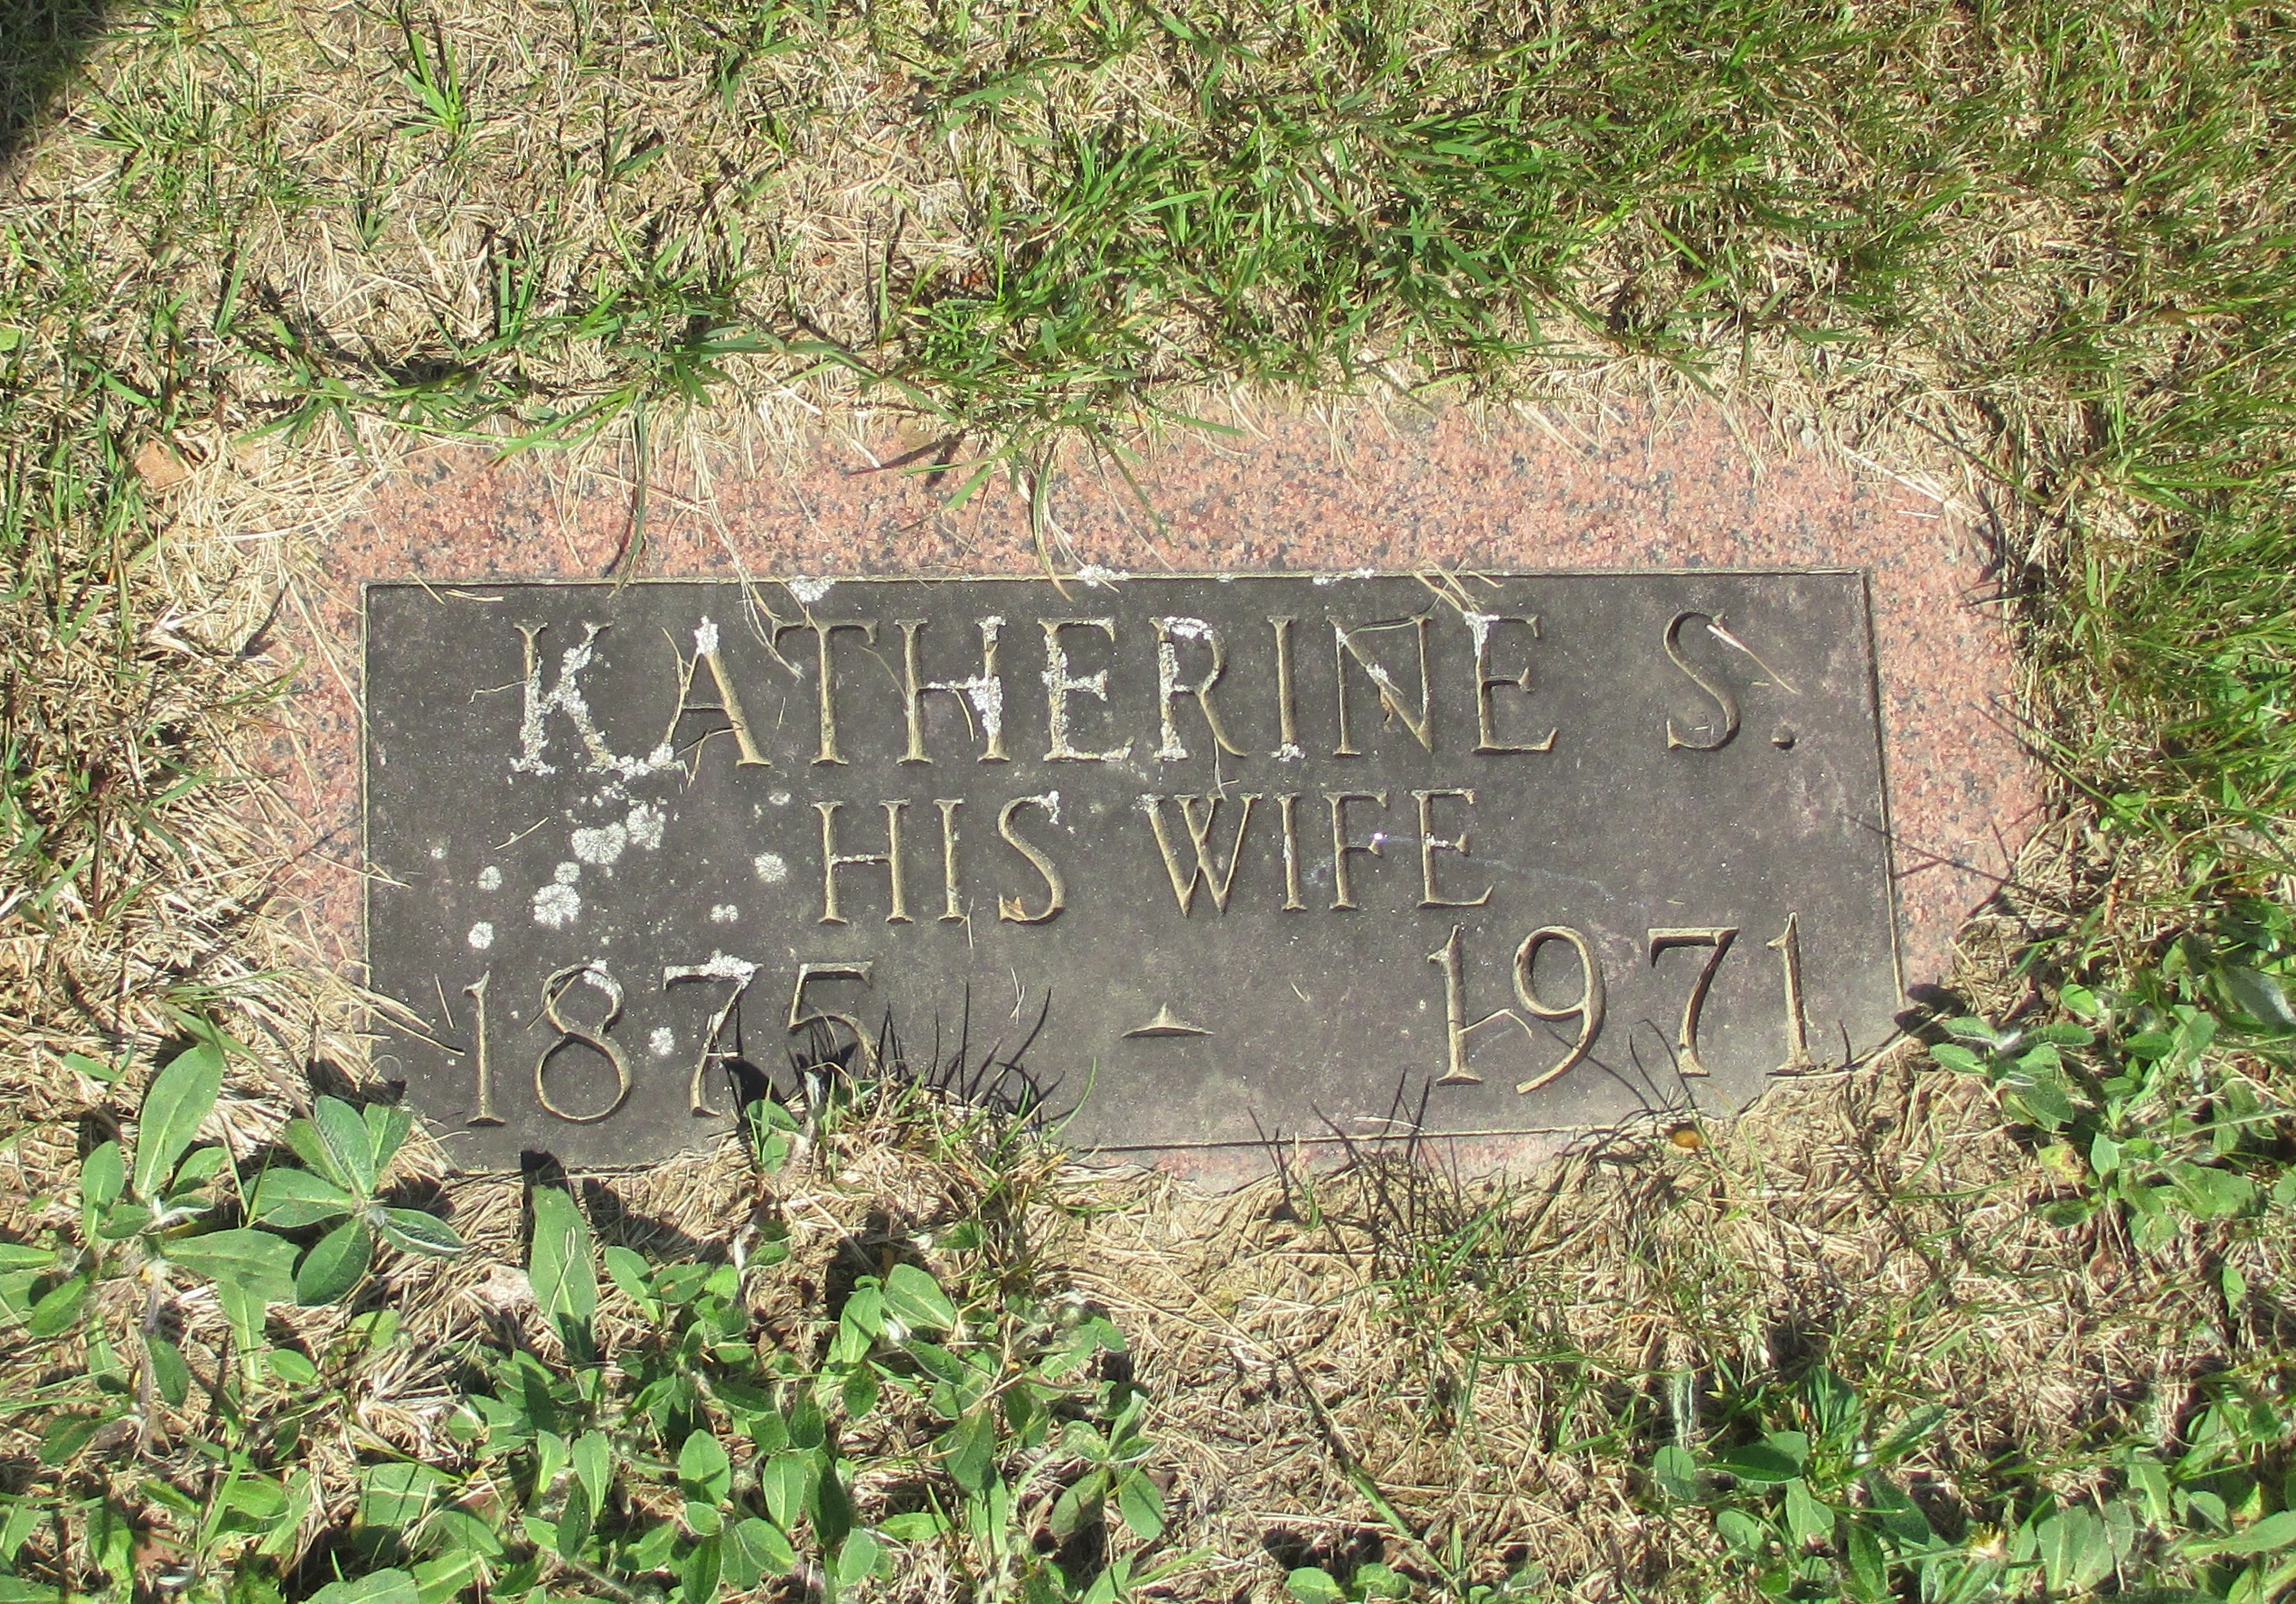 KATHERINE S.
HIS WIFE
1875 - 1971